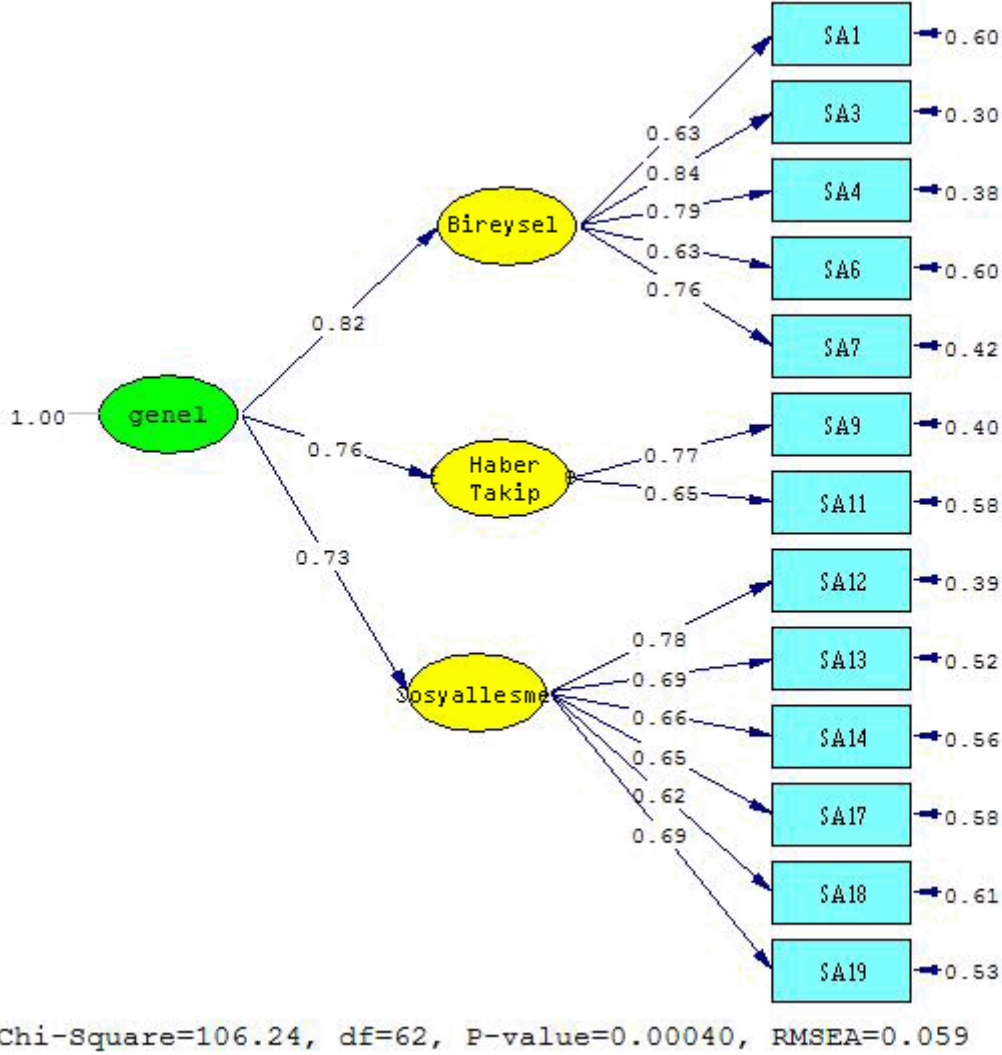 SA1
0.60
SA3
0.30
0.63
0.84
SA4
0.38
0.79
Bireysel
0.63
SA6
0.60
0.76
0.82
SA7
0.42
1.00
genel
SA9
0.40
0.76
0.77
Haber
Takip
0.65
SA11
0.58
0.73
SA12
0.39
0.78
SA13
0.52
0.69
Sosyallesme
0.66
SA14
0.56
0.65
0.62
SA17
0.58
0.69
SA18
0.61
SA19
0.53
Chi-Square=106.24, df=62, P-value=0.00040, RMSEA=0.059